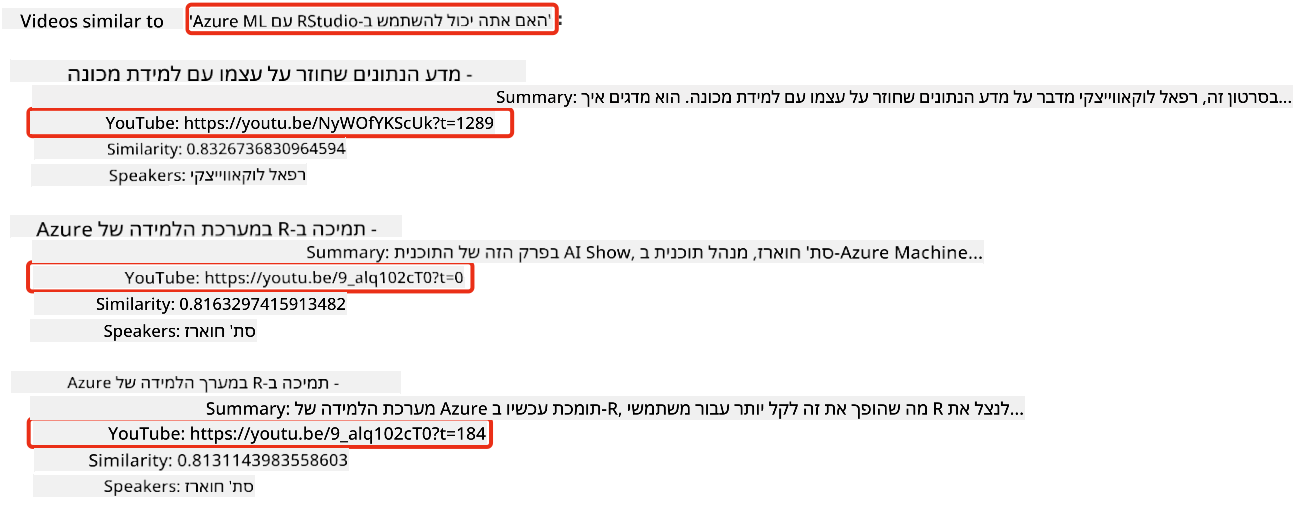 Videos similar to 'האם אתה יכול להשתמש ב-RStudio עם Azure ML':
- מדע הנתונים שחוזר על עצמו עם למידת מכונה
Summary: בסרטון זה, רפאל לוקאווייצקי מדבר על מדע הנתונים שחוזר על עצמו עם למידת מכונה. הוא מדגים איך...
YouTube: https://youtu.be/NyWOfYKScUk?t=1289
Similarity: 0.8326736830964594
Speakers: רפאל לוקאווייצקי
- תמיכה ב-R במערכת הלמידה של Azure
Summary: בפרק הזה של התוכנית AI Show, סת' חוארז, מנהל תוכנית ב-Azure Machine...
YouTube: https://youtu.be/9_alq102cT0?t=0
Similarity: 0.8163297415913482
Speakers: סת' חוארז
- תמיכה ב-R במערך הלמידה של Azure
Summary: מערכת הלמידה של Azure תומכת עכשיו ב-R, מה שהופך את זה לקל יותר עבור משתמשי R לנצל את...
YouTube: https://youtu.be/9_alq102cT0?t=184
Similarity: 0.8131143983558603
Speakers: סת' חוארז